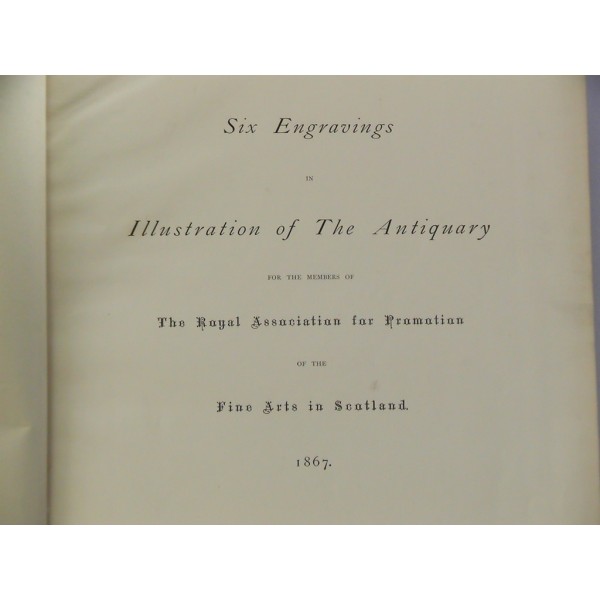 Six Engravings
IN
Illustration of The Antiquary
FOR THE MEMBERS OF
The Royal Association for Promotion
OF THE
Fine Arts in Scotland.
1867.